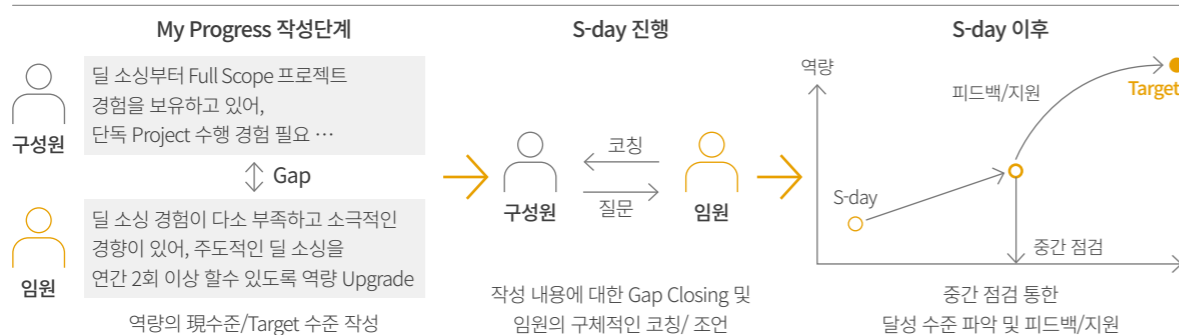 My Progress 작성단계
구성원
딜 소싱부터 Full Scope 프로젝트
경험을 보유하고 있어,
단독 Project 수행 경험 필요 …
Gap
임원
딜 소싱 경험이 다소 부족하고 소극적인
경향이 있어, 주도적인 딜 소싱을
연간 2회 이상 할수 있도록 역량 Upgrade
역량의 現수준/Target 수준 작성
S-day 진행
코칭
질문
구성원
임원
작성 내용에 대한 Gap Closing 및
임원의 구체적인 코칭/ 조언
S-day 이후
역량
피드백/지원
Target
S-day
중간 점검
중간 점검 통한
달성 수준 파악 및 피드백/지원